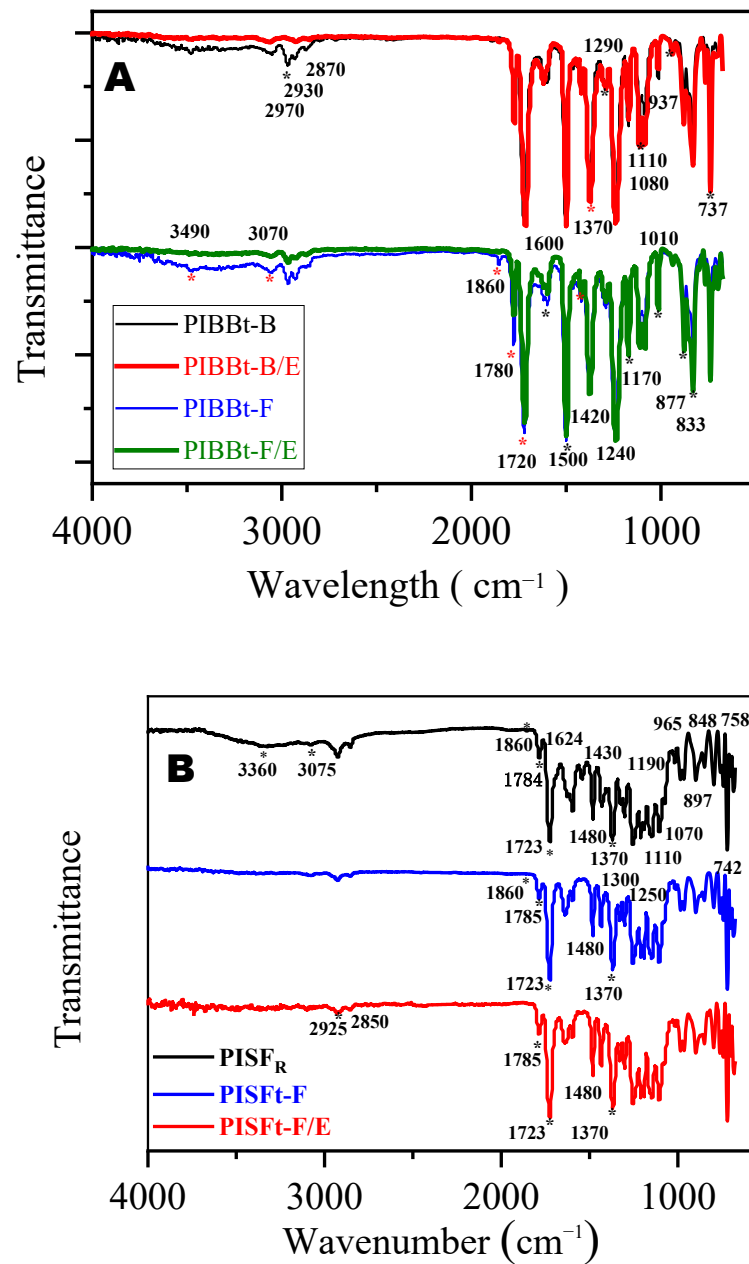 A
Transmittance
2870
2930
2970
1290
937
1110
1080
1370
737
3490
3070
1600
1010
1860
1780
1170
877
833
1420
1720
1500
1240
PIBBt-B
PIBBt-B/E
PIBBt-F
PIBBt-F/E
4000 3000 2000 1000
Wavelength ( cm⁻¹ )
B
Transmittance
965 848 758
1860 1624 1430 1190
3360 3075 1784 897
1723 1480 1370 1110 1070
1300 742
1860 1785 1250
1480
1723 1370
2925 2850
1785
1480
1723 1370
PISF_R
PISFt-F
PISFt-F/E
4000 3000 2000 1000
Wavenumber (cm⁻¹)